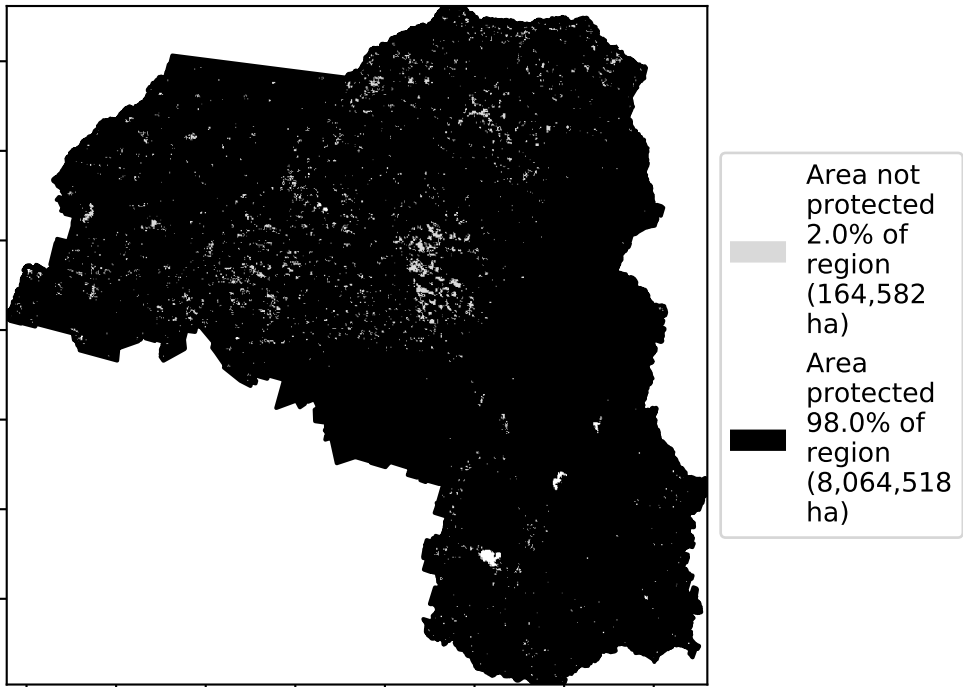 Area not
protected
2.0% of
region
(164,582
ha)
Area
protected
98.0% of
region
(8,064,518
ha)